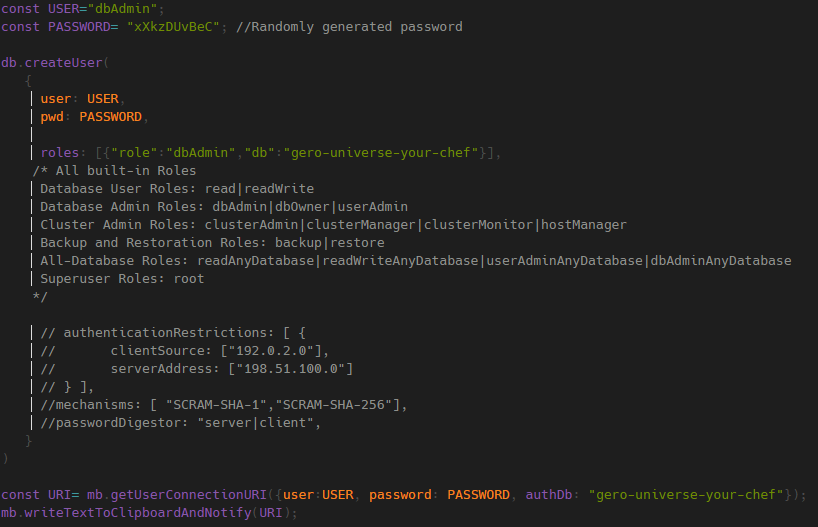 const USER="dbAdmin";
const PASSWORD= "xXkzDUvBeC"; //Randomly generated password
db.createUser(
{
user: USER,
pwd: PASSWORD,
roles: [{"role":"dbAdmin","db":"gero-universe-your-chef"}],
/* All built-in Roles
Database User Roles: read|readWrite
Database Admin Roles: dbAdmin|dbOwner|userAdmin
Cluster Admin Roles: clusterAdmin|clusterManager|clusterMonitor|hostManager
Backup and Restoration Roles: backup|restore
All-Database Roles: readAnyDatabase|readWriteAnyDatabase|userAdminAnyDatabase|dbAdminAnyDatabase
Superuser Roles: root
*/
// authenticationRestrictions: [ {
//       clientSource: ["192.0.2.0"],
//       serverAddress: ["198.51.100.0"]
// } ],
//mechanisms: [ "SCRAM-SHA-1","SCRAM-SHA-256"],
//passwordDigestor: "server|client",
}
)
const URI= mb.getUserConnectionURI({user:USER, password: PASSWORD, authDb: "gero-universe-your-chef"});
mb.writeTextToClipboardAndNotify(URI);